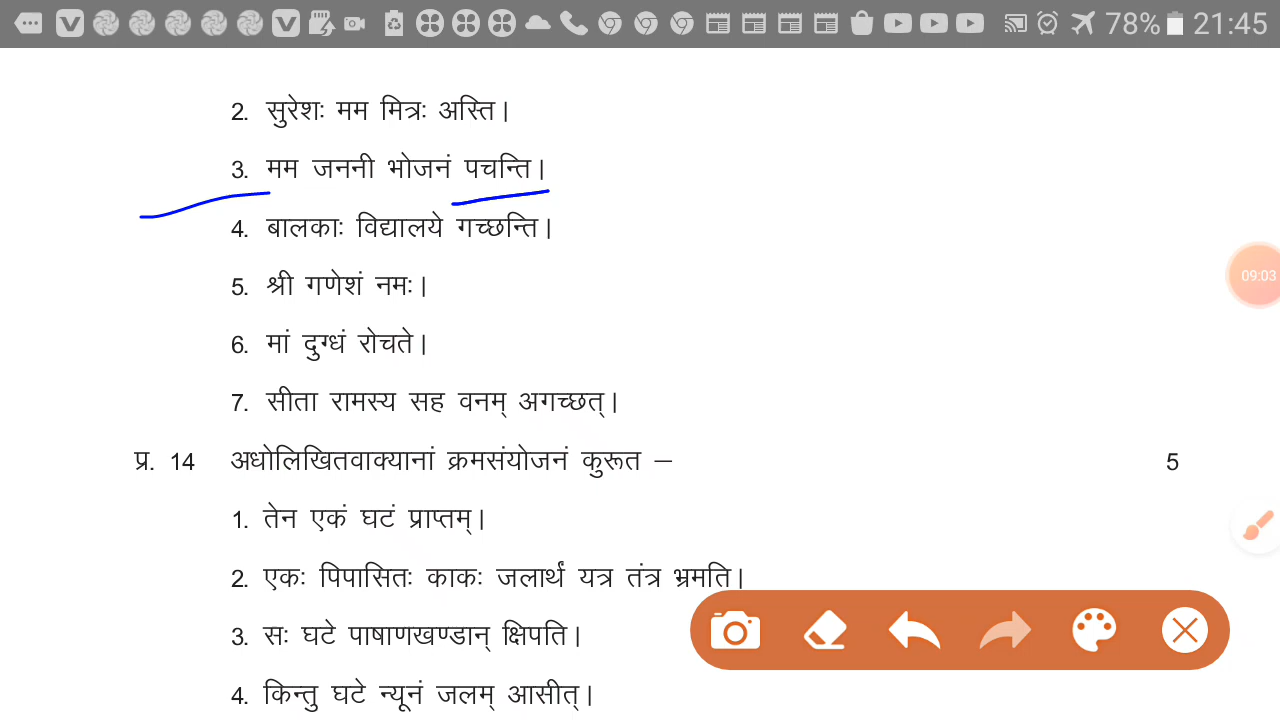 78% 21:45
2. सुरेशः मम मित्रः अस्ति।
3. मम जननी भोजनं पचन्ति।
09:03
4. बालकाः विद्यालये गच्छन्ति।
5. श्री गणेशं नमः।
6. मां दुग्धं रोचते।
7. सीता रामस्य सह वनम् अगच्छत्।
प्र. 14 अधोलिखितवाक्यानां क्रमसंयोजनं कुरूत – 5
1. तेन एकं घटं प्राप्तम्।
2. एकः पिपासितः काकः जलार्थं यत्र तंत्र भ्रमति।
3. सः घटे पाषाणखण्डान् क्षिपति।
4. किन्तु घटे न्यूनं जलम् आसीत्।